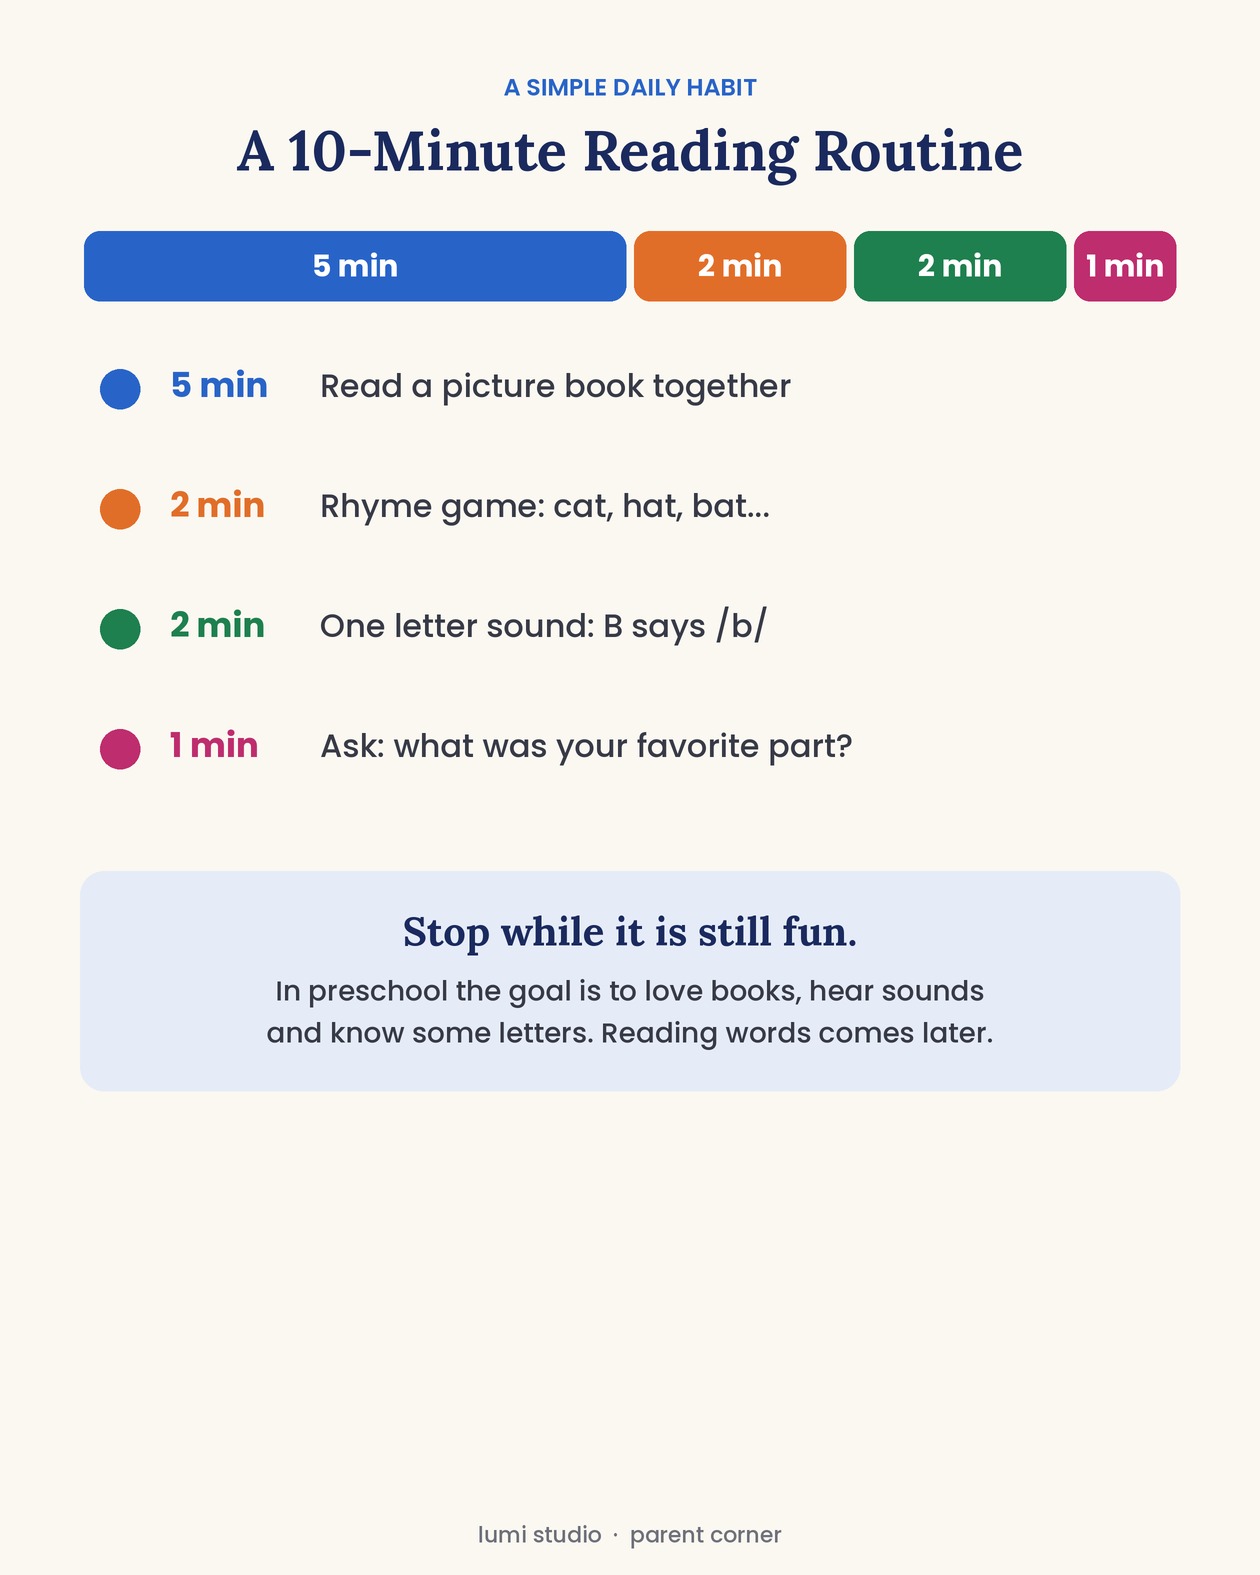 A SIMPLE DAILY HABIT
A 10-Minute Reading Routine
5 min 2 min 2 min 1 min
5 min Read a picture book together
2 min Rhyme game: cat, hat, bat...
2 min One letter sound: B says /b/
1 min Ask: what was your favorite part?
Stop while it is still fun.
In preschool the goal is to love books, hear sounds
and know some letters. Reading words comes later.
lumi studio · parent corner